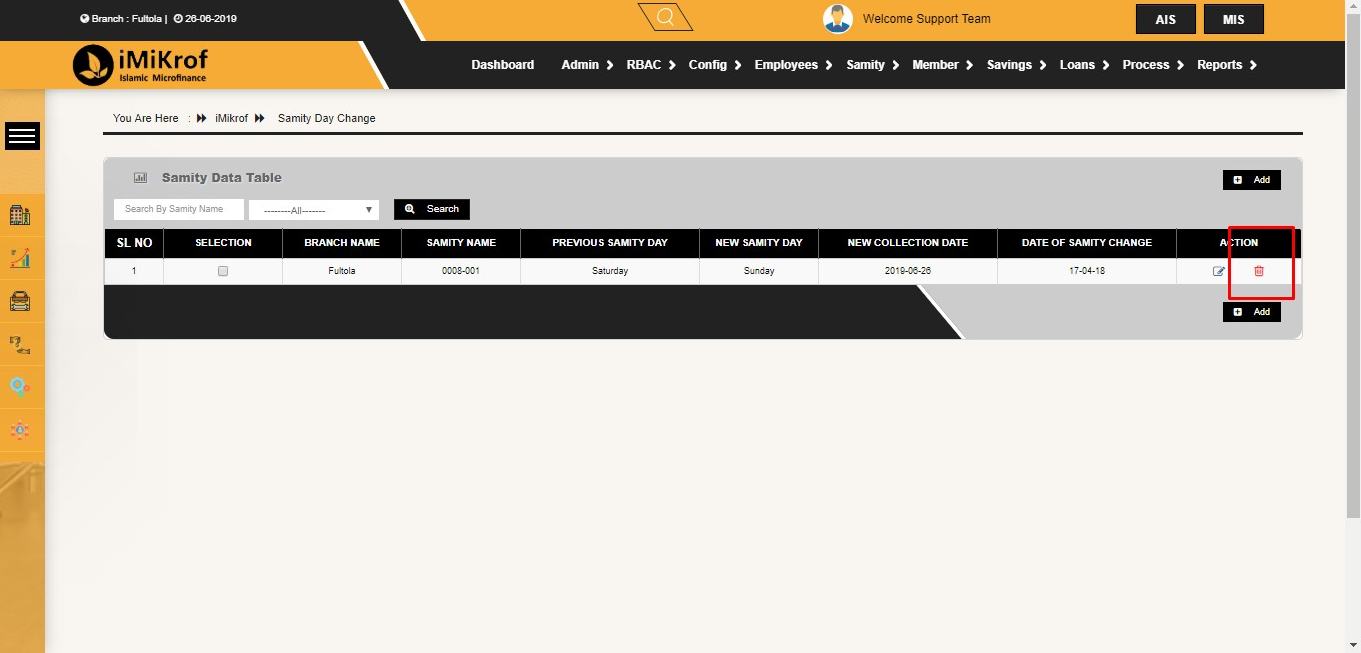 Branch : Fultola | 26-06-2019
Welcome Support Team
AIS MIS
iMiKrof
Islamic Microfinance
Dashboard Admin RBAC Config Employees Samity Member Savings Loans Process Reports
You Are Here : iMikrof Samity Day Change
Samity Data Table
Add
Search By Samity Name --------All------- Search
SL NO SELECTION BRANCH NAME SAMITY NAME PREVIOUS SAMITY DAY NEW SAMITY DAY NEW COLLECTION DATE DATE OF SAMITY CHANGE ACTION
1 Fultola 0008-001 Saturday Sunday 2019-06-26 17-04-18
Add